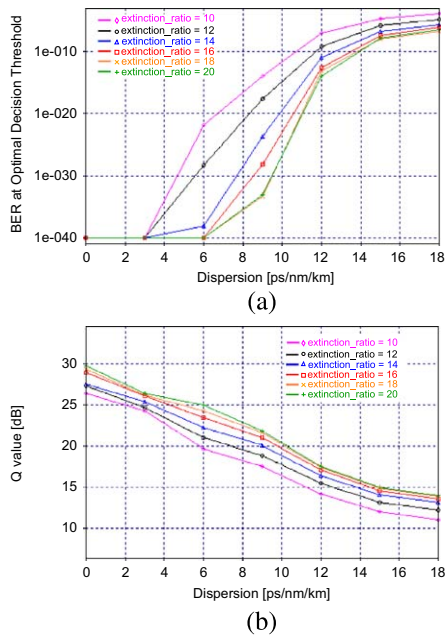 extinction_ratio = 10
extinction_ratio = 12
extinction_ratio = 14
extinction_ratio = 16
extinction_ratio = 18
extinction_ratio = 20
BER at Optimal Decision Threshold
1e-010
1e-020
1e-030
1e-040
0 2 4 6 8 10 12 14 16 18
Dispersion [ps/nm/km]
(a)
extinction_ratio = 10
extinction_ratio = 12
extinction_ratio = 14
extinction_ratio = 16
extinction_ratio = 18
extinction_ratio = 20
Q value [dB]
30
25
20
15
10
0 2 4 6 8 10 12 14 16 18
Dispersion [ps/nm/km]
(b)